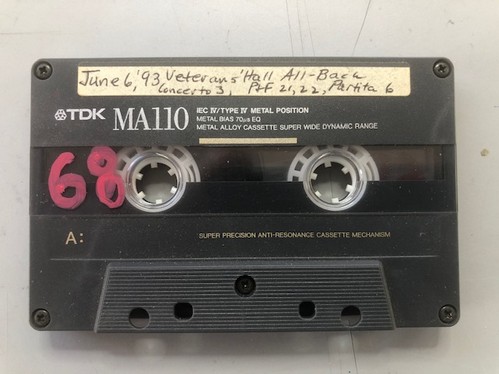 June 6, '93, Veterans' Hall All-Bach
Concerto 3, P+F 21, 22, Partita 6
TDK MA110
IEC IV/TYPE IV METAL POSITION
METAL BIAS 70µs EQ
METAL ALLOY CASSETTE SUPER WIDE DYNAMIC RANGE
68
A: SUPER PRECISION ANTI-RESONANCE CASSETTE MECHANISM